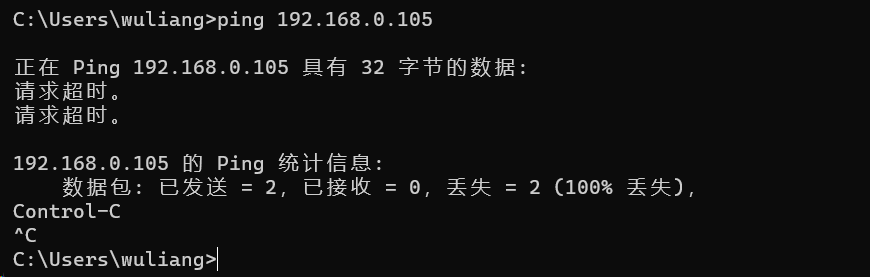 C:\Users\wuliang>ping 192.168.0.105
正在 Ping 192.168.0.105 具有 32 字节的数据:
请求超时。
请求超时。
192.168.0.105 的 Ping 统计信息:
    数据包: 已发送 = 2，已接收 = 0，丢失 = 2 (100% 丢失)，
Control-C
^C
C:\Users\wuliang>